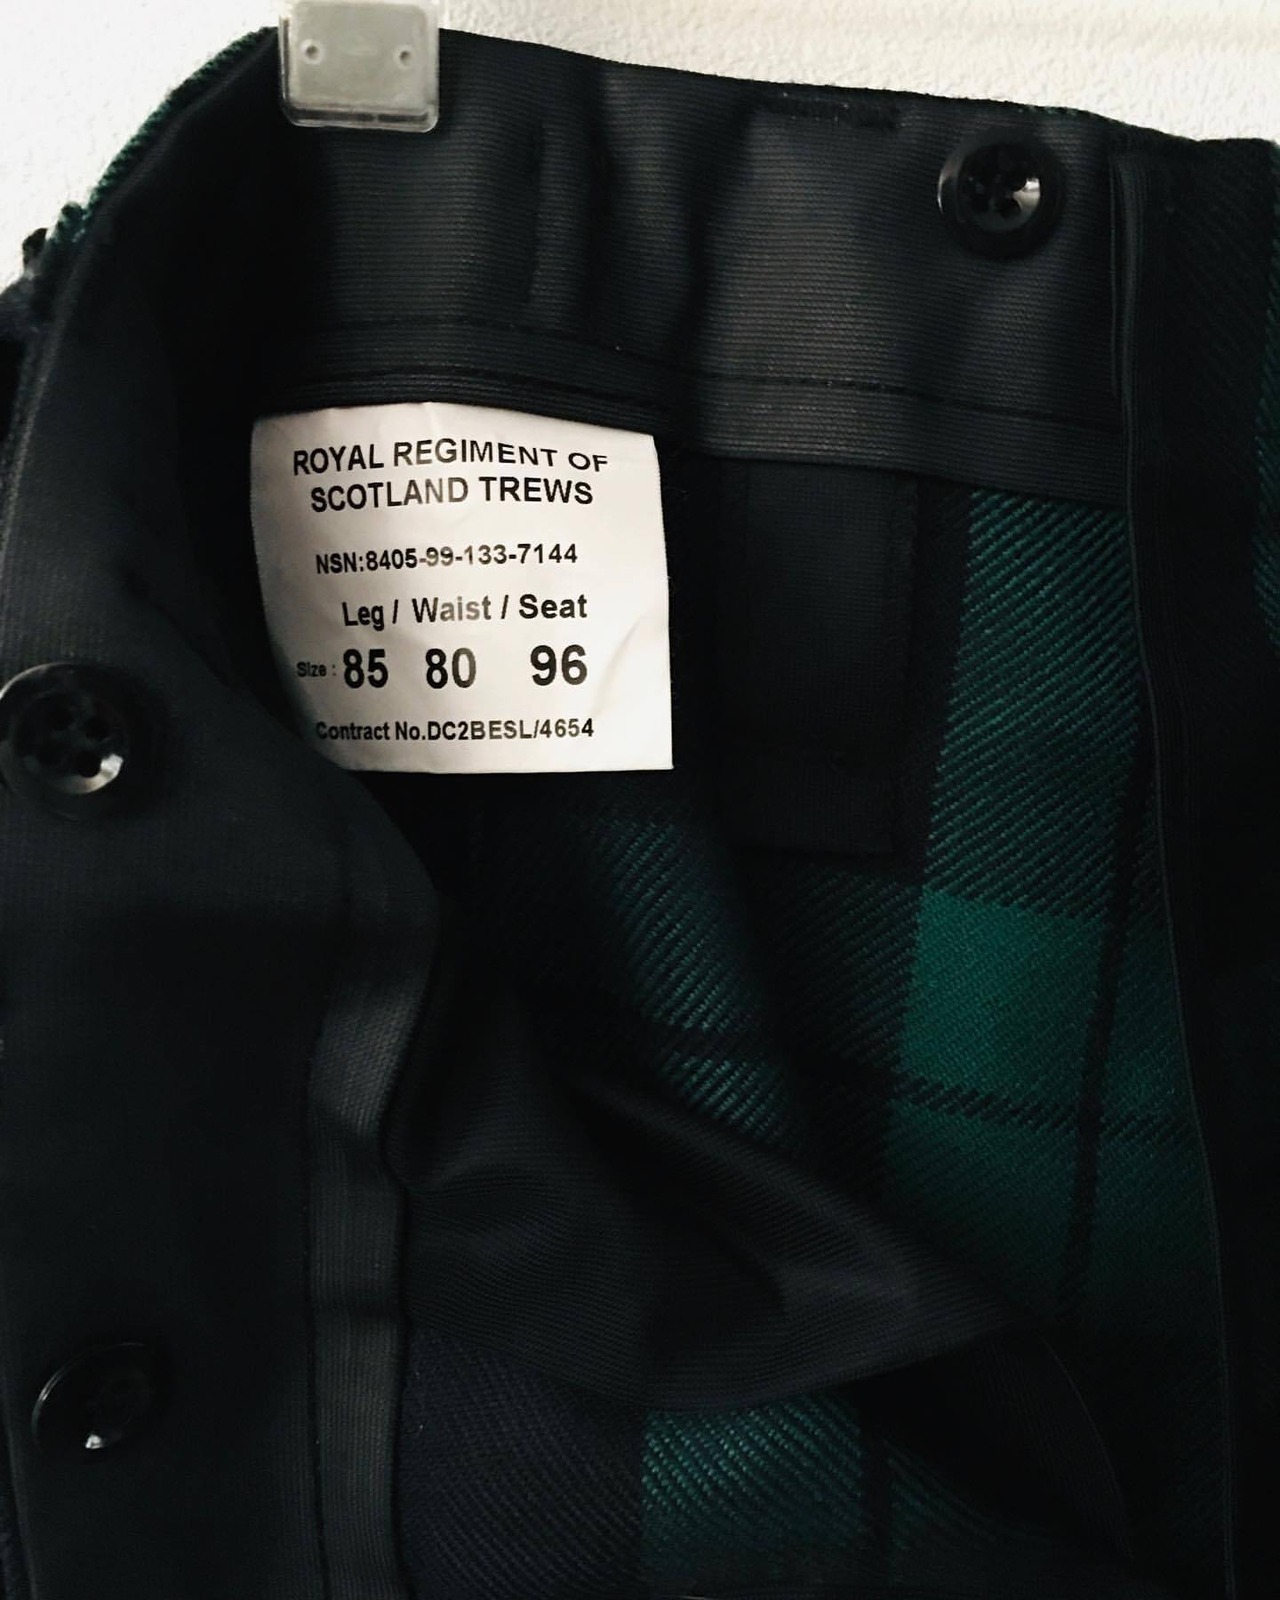 ROYAL REGIMENT OF
SCOTLAND TREWS
NSN:8405-99-133-7144
Leg / Waist / Seat
Size : 85 80 96
Contract No.DC2BESL/4654